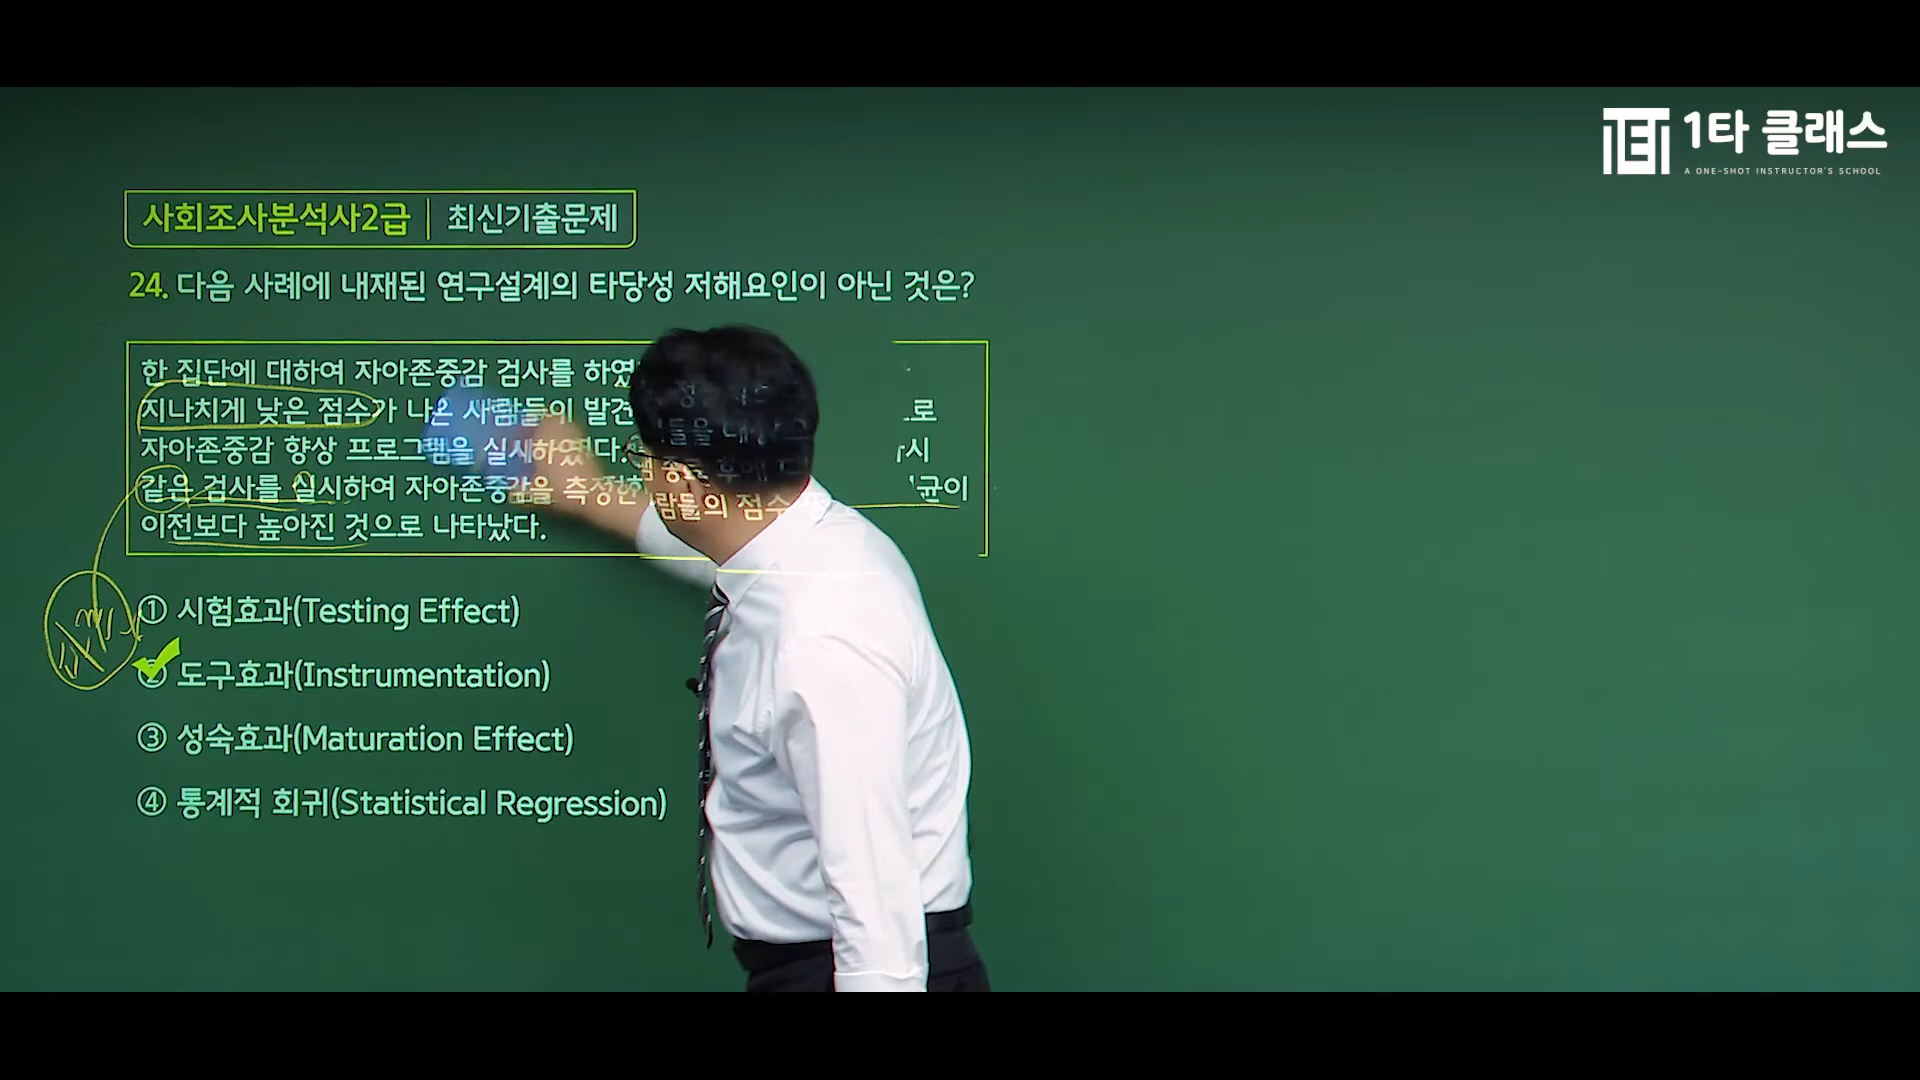 1타 클래스
A ONE-SHOT INSTRUCTOR'S SCHOOL
사회조사분석사2급 | 최신기출문제
24. 다음 사례에 내재된 연구설계의 타당성 저해요인이 아닌 것은?
한 집단에 대하여 자아존중감 검사를 하였
지나치게 낮은 점수가 나온 사람들이 발견 로
자아존중감 향상 프로그램을 실시하였다. 시
같은 검사를 실시하여 자아존중감을 측정한 사람들의 점수 평균이
이전보다 높아진 것으로 나타났다.
① 시험효과(Testing Effect)
② 도구효과(Instrumentation)
③ 성숙효과(Maturation Effect)
④ 통계적 회귀(Statistical Regression)